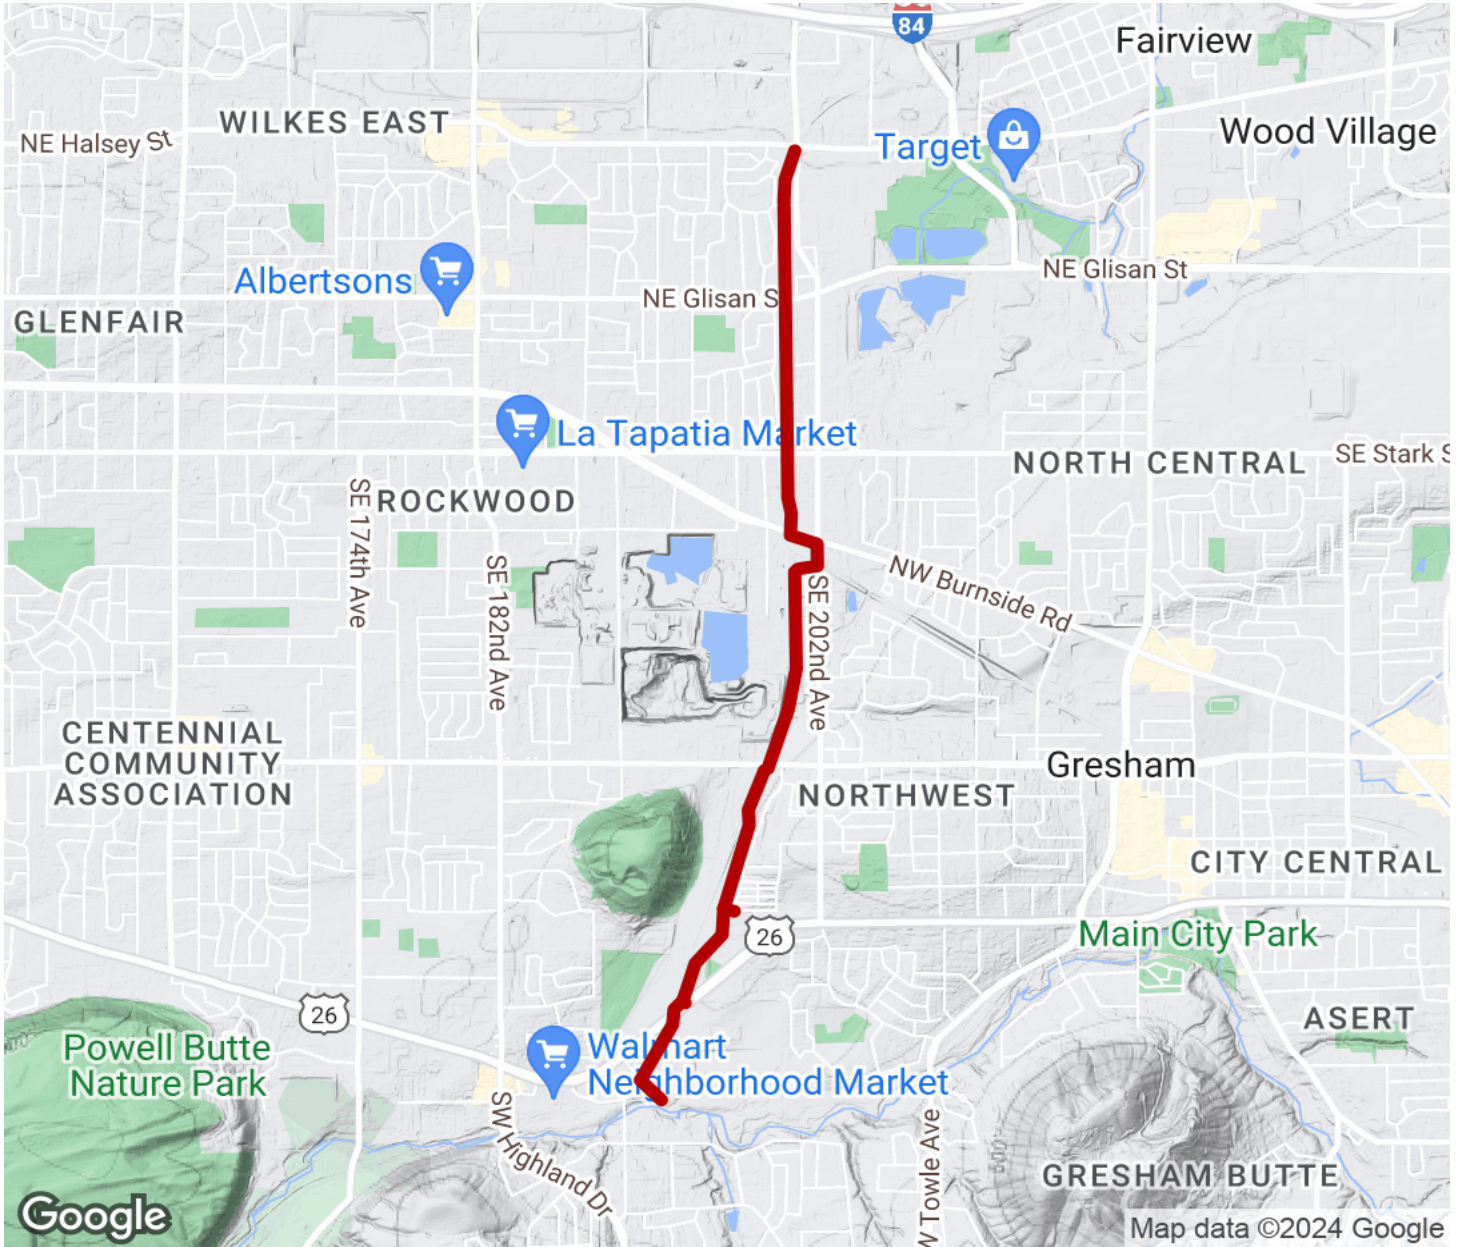 84
Fairview
WILKES EAST
NE Halsey St
Target
Wood Village
Albertsons
NE Glisan St
NE Glisan S
GLENFAIR
La Tapatia Market
NORTH CENTRAL
SE Stark S
ROCKWOOD
SE 174th Ave
SE 182nd Ave
SE 202nd Ave
NW Burnside Rd
CENTENNIAL
COMMUNITY
ASSOCIATION
Gresham
NORTHWEST
CITY CENTRAL
26
Main City Park
26
ASERT
Powell Butte
Nature Park
Walmart
Neighborhood Market
SW Highland Dr
W Towle Ave
GRESHAM BUTTE
Google
Map data ©2024 Google